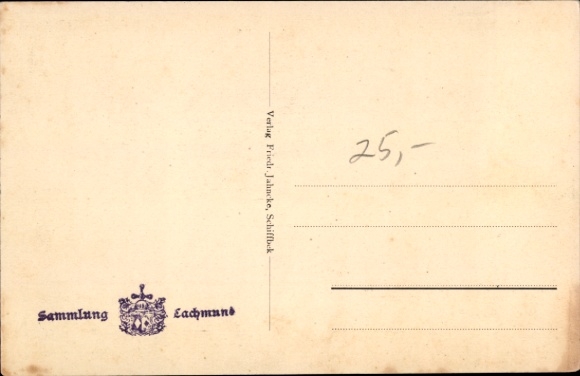 Verlag Friedr. Jahncke, Schiffbek
25,-
Sammlung Lachmund